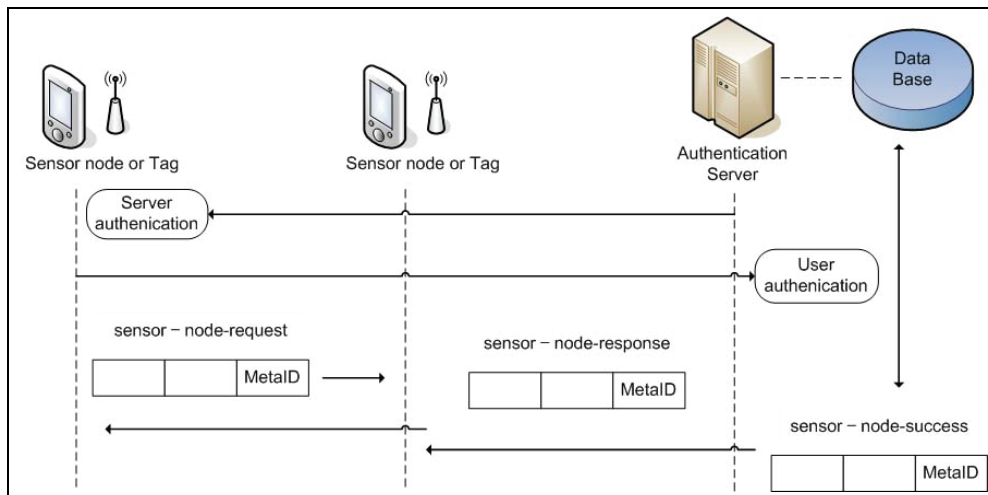 Data
Base
Sensor node or Tag
Sensor node or Tag
Authentication
Server
Server
authenication
User
authenication
sensor – node-request
MetaID
sensor – node-response
MetaID
sensor – node-success
MetaID